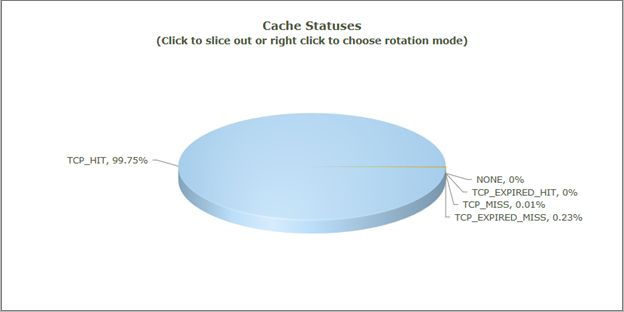 Cache Statuses
(Click to slice out or right click to choose rotation mode)
TCP_HIT, 99.75%
NONE, 0%
TCP_EXPIRED_HIT, 0%
TCP_MISS, 0.01%
TCP_EXPIRED_MISS, 0.23%